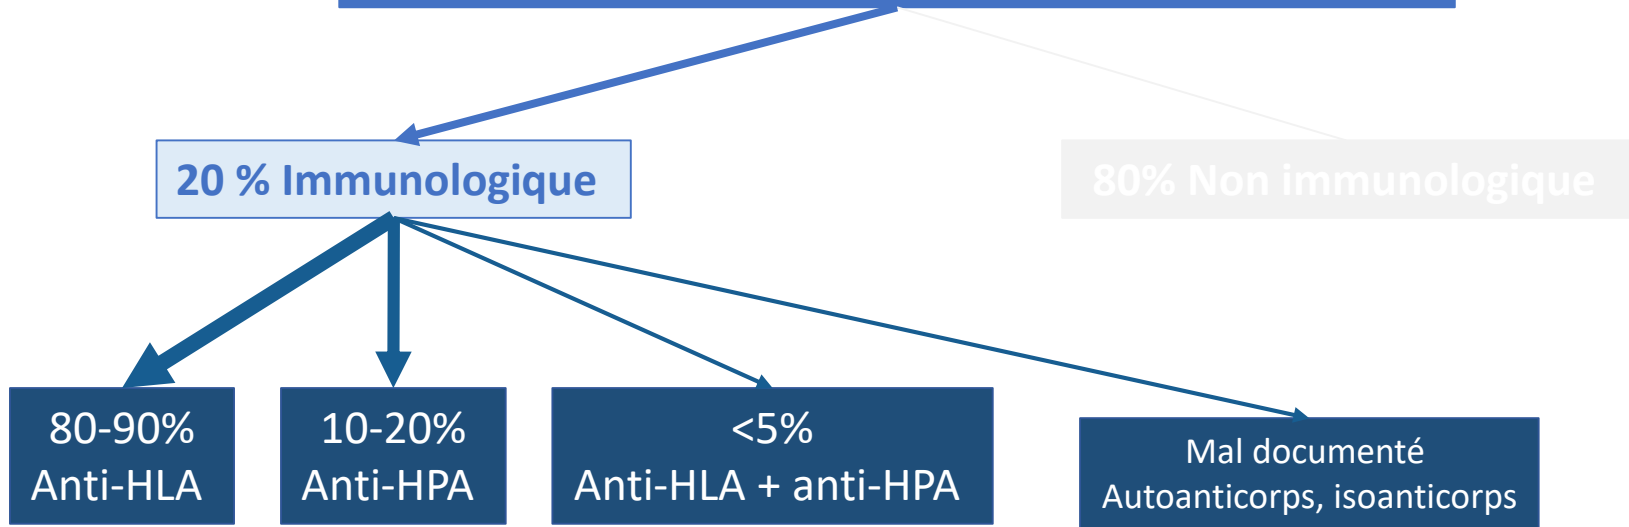 20 % Immunologique
80% Non immunologique
80-90%
Anti-HLA
10-20%
Anti-HPA
<5%
Anti-HLA + anti-HPA
Mal documenté
Autoanticorps, isoanticorps